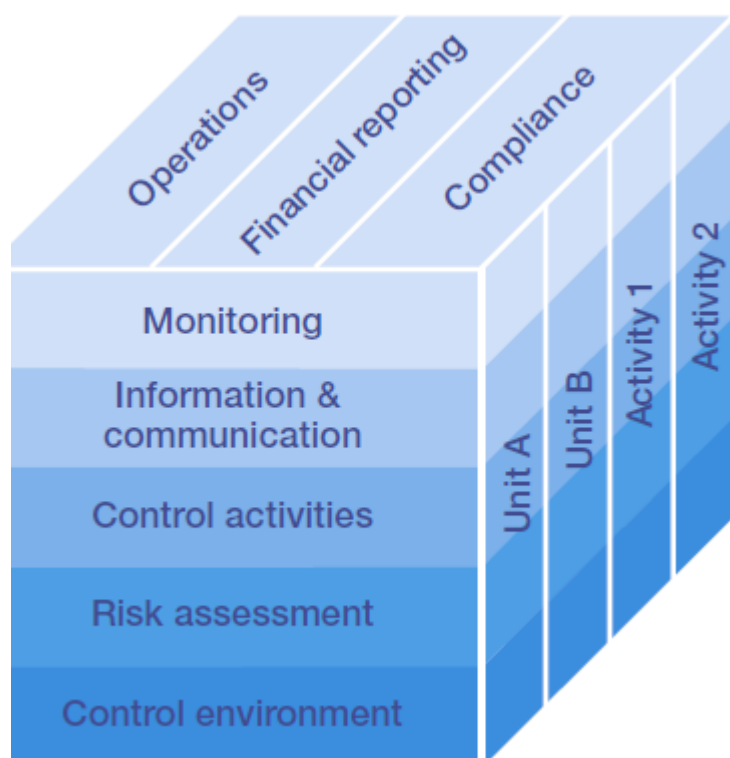 Operations
Financial reporting
Compliance
Monitoring
Information &
communication
Control activities
Risk assessment
Control environment
Unit A
Unit B
Activity 1
Activity 2